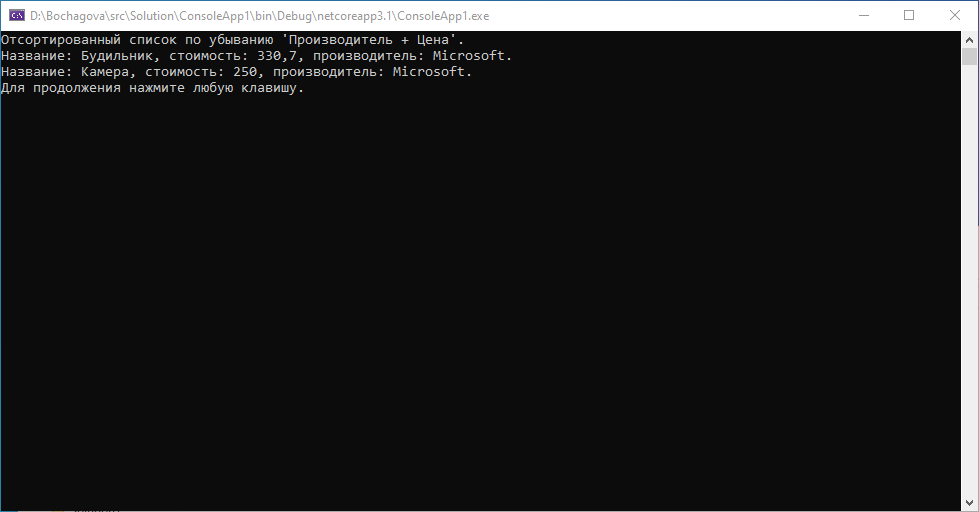 D:\Bochagova\src\Solution\ConsoleApp1\bin\Debug\netcoreapp3.1\ConsoleApp1.exe
Отсортированный список по убыванию 'Производитель + Цена'.
Название: Будильник, стоимость: 330,7, производитель: Microsoft.
Название: Камера, стоимость: 250, производитель: Microsoft.
Для продолжения нажмите любую клавишу.